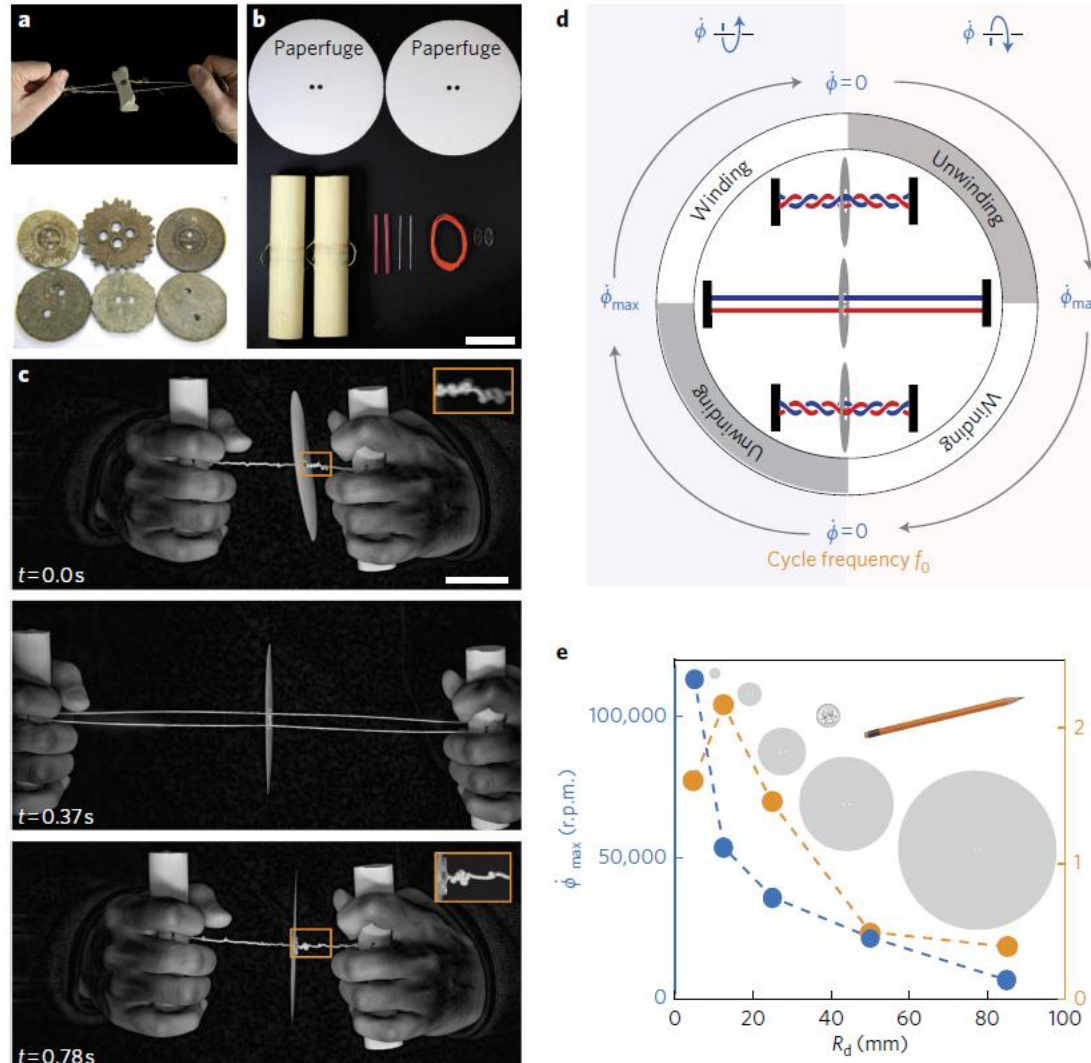 a
b
Paperfuge
Paperfuge
c
t=0.0s
t=0.37s
t=0.78s
d
ϕ̇
ϕ̇
ϕ̇=0
Winding
Unwinding
ϕ̇max
ϕ̇max
Unwinding
Winding
ϕ̇=0
Cycle frequency f₀
e
100,000
50,000
0
ϕ̇max (r.p.m.)
2
1
0
0
20
40
60
80
100
Rd (mm)